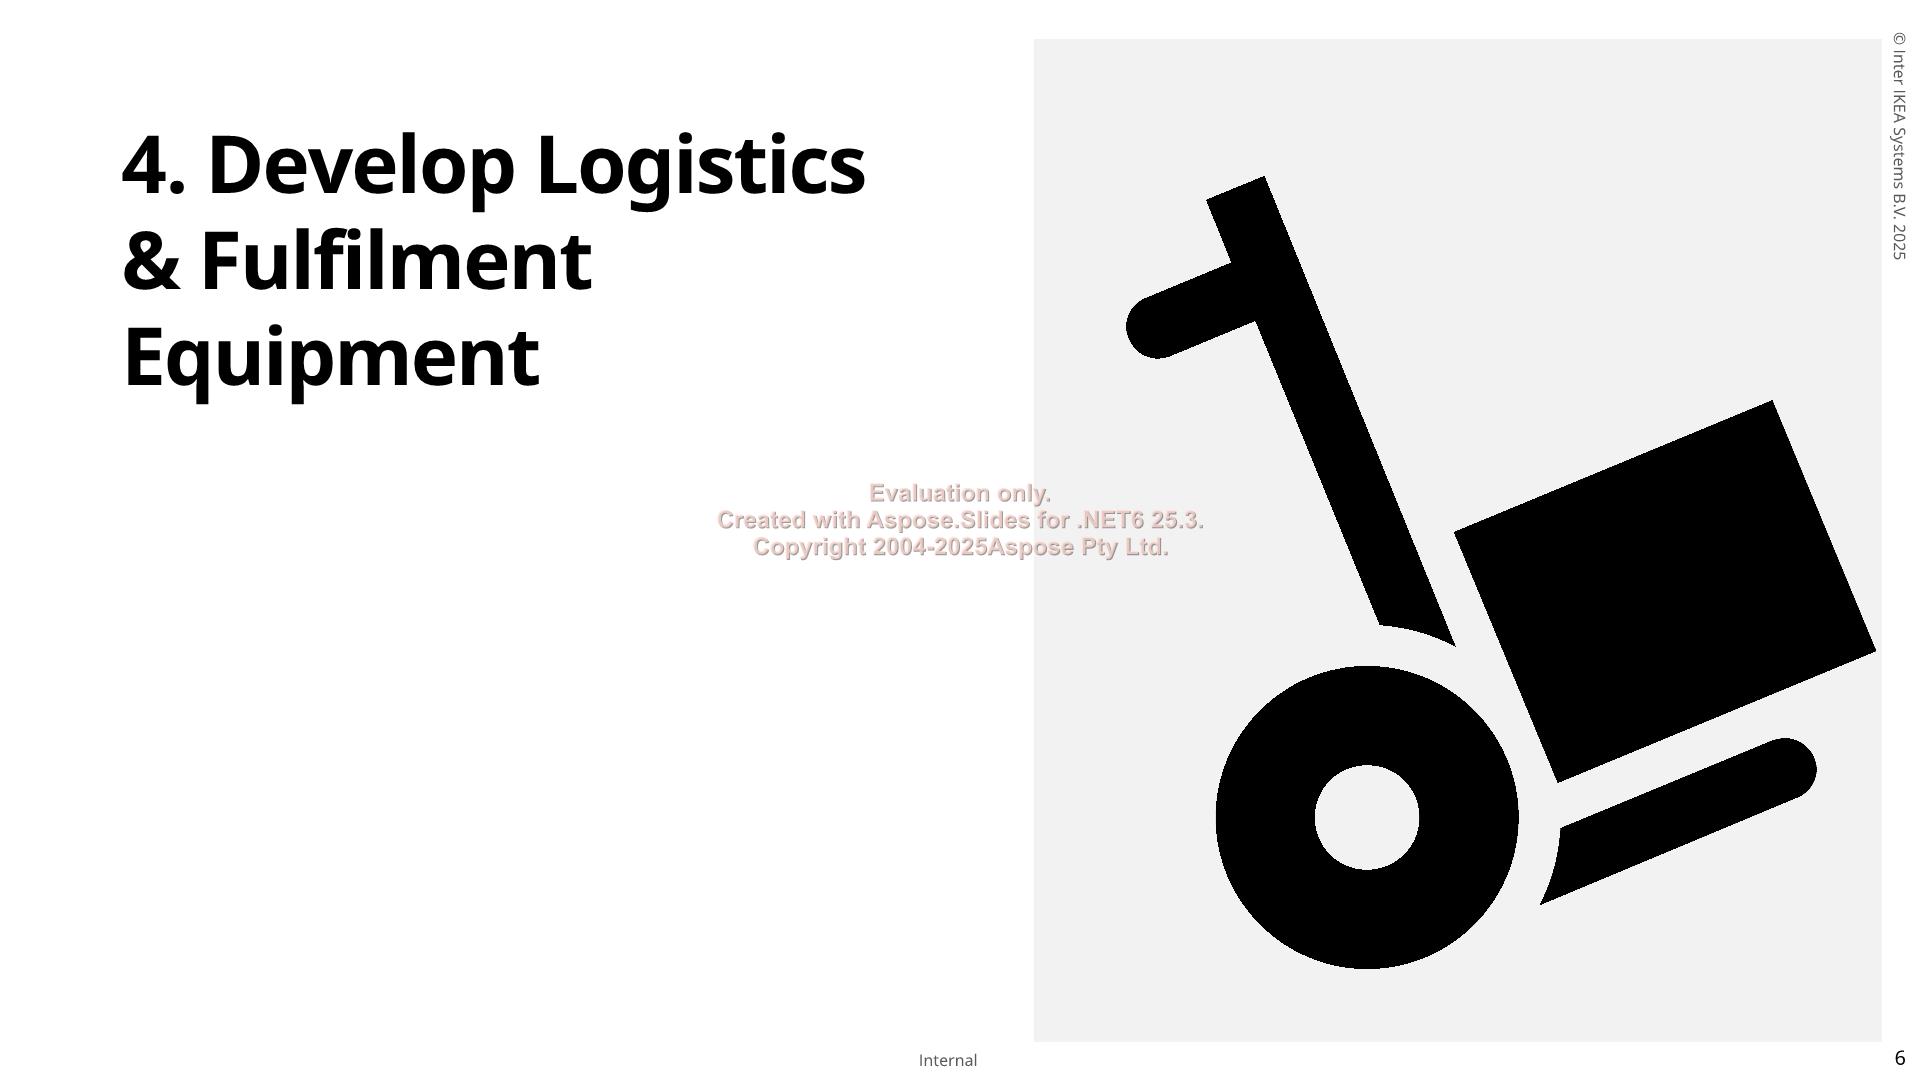 4. Develop Logistics
& Fulfilment
Equipment
Evaluation only.
Created with Aspose.Slides for .NET6 25.3.
Copyright 2004-2025Aspose Pty Ltd.
© Inter IKEA Systems B.V. 2025
Internal
6